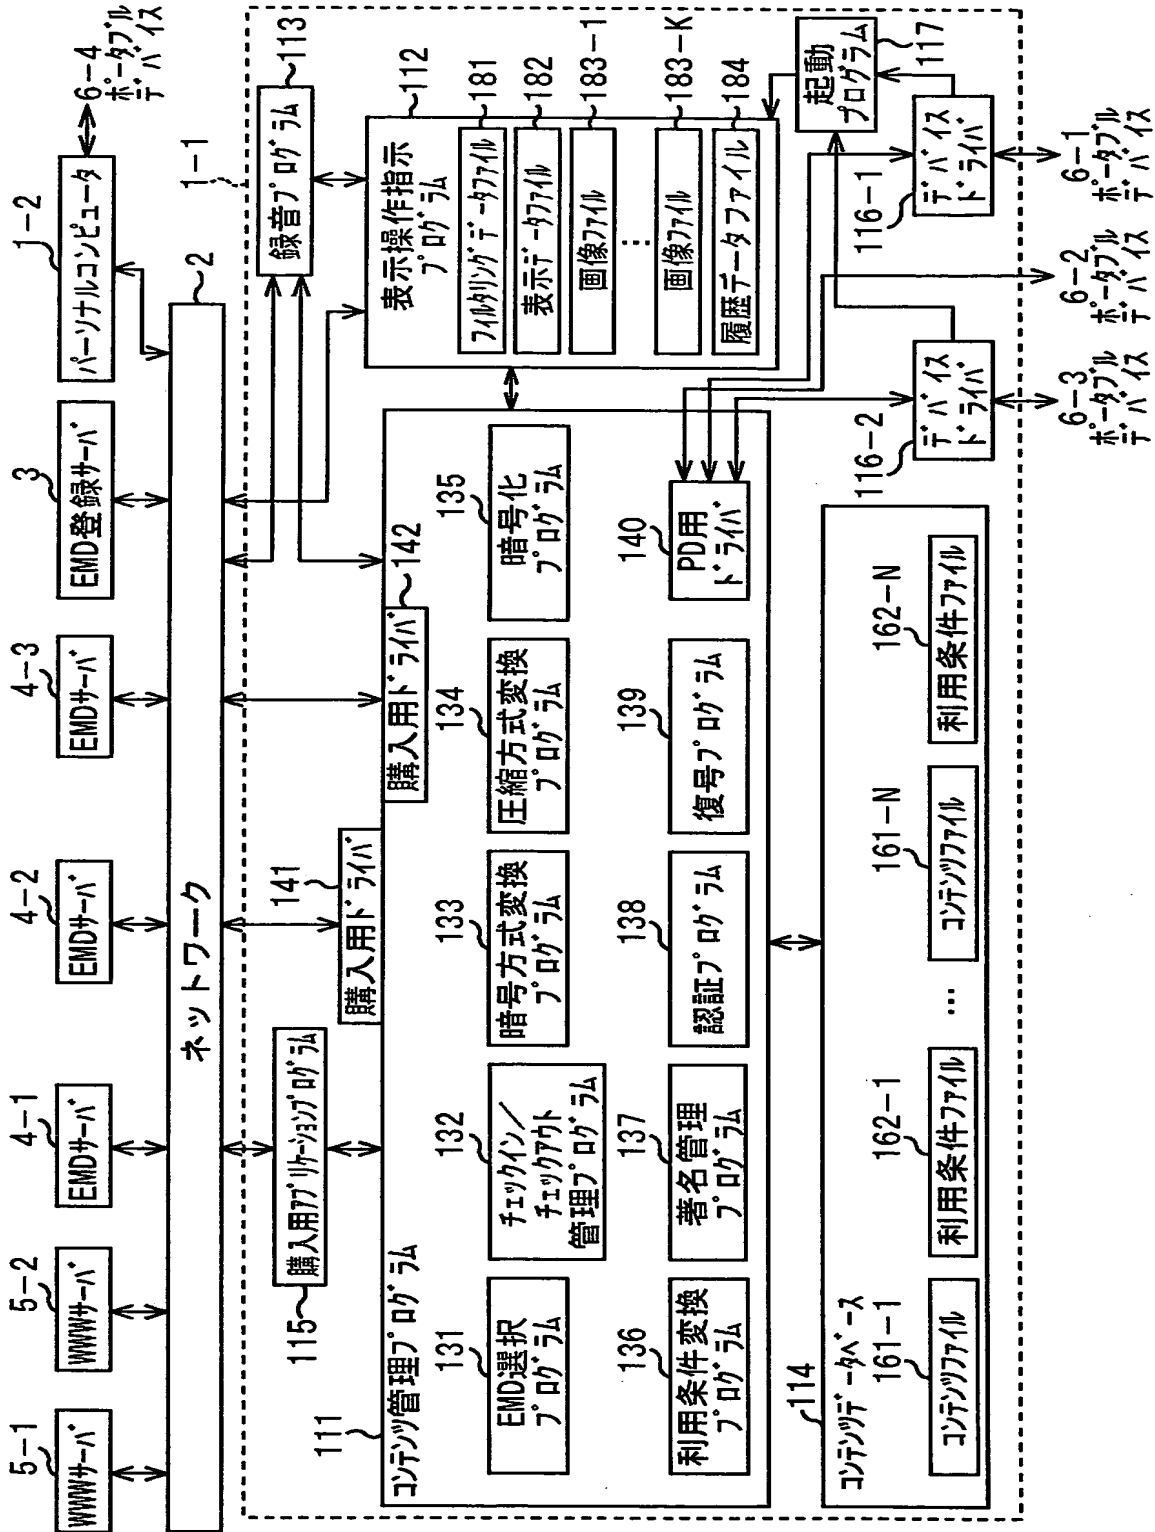 5-1
WWWサーバ
5-2
WWWサーバ
4-1
EMDサーバ
4-2
EMDサーバ
4-3
EMDサーバ
3
EMD登録サーバ
1-2
パーソナルコンピュータ
6-4
ポータブル
デバイス
ネットワーク
2
1-1
115
購入用アプリケーションプログラム
141
購入用ドライバ
142
購入用ドライバ
113
録音プログラム
111
コンテンツ管理プログラム
131
EMD選択
プログラム
132
チェックイン/
チェックアウト
管理プログラム
133
暗号方式変換
プログラム
134
圧縮方式変換
プログラム
135
暗号化
プログラム
136
利用条件変換
プログラム
137
著名管理
プログラム
138
認証プログラム
139
復号プログラム
140
PD用
ドライバ
112
表示操作指示
プログラム
181
フィルタリングデータファイル
182
表示データファイル
183-1
画像ファイル
⋮
183-K
画像ファイル
184
履歴データファイル
117
起動
プログラム
114
コンテンツデータベース
161-1
コンテンツファイル
162-1
利用条件ファイル
…
161-N
コンテンツファイル
162-N
利用条件ファイル
116-2
デバイス
ドライバ
116-1
デバイス
ドライバ
6-3
ポータブル
デバイス
6-2
ポータブル
デバイス
6-1
ポータブル
デバイス